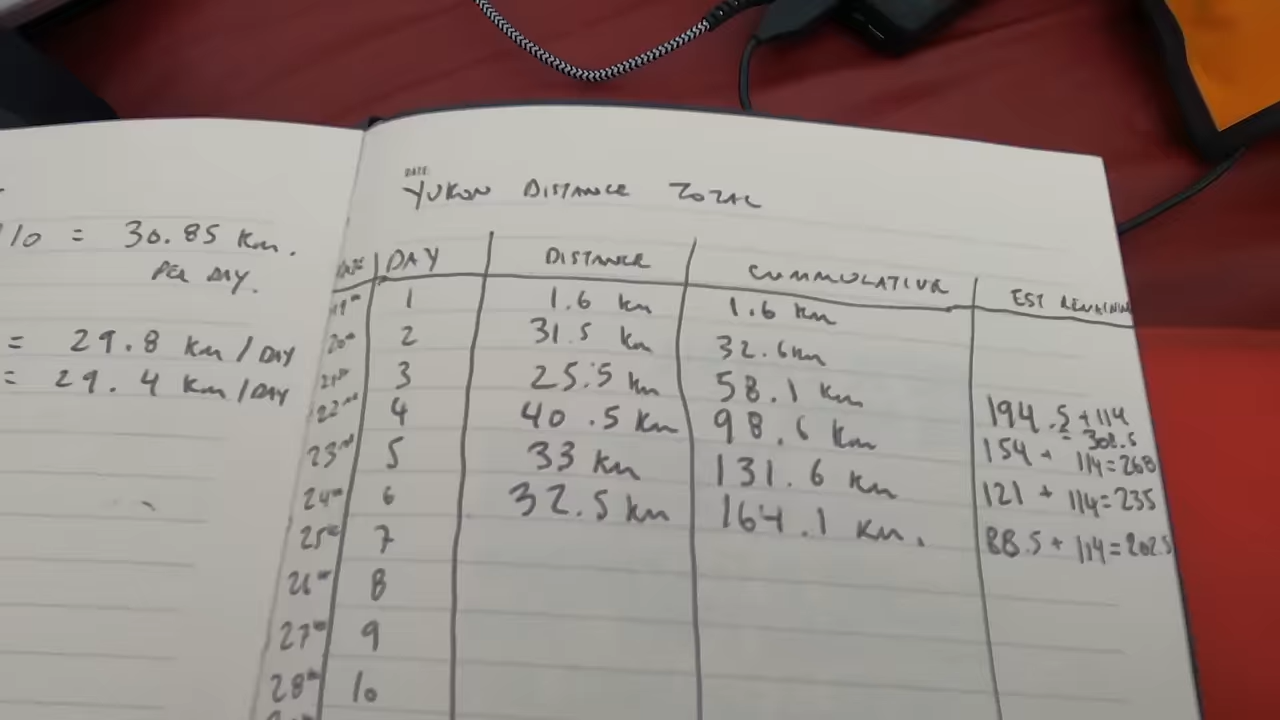 110 = 30.85 Km.
PER DAY.
= 29.8 Km/DAY
= 29.4 Km/DAY
DATE:
YUKON DISTANCE TOTAL
DATE DAY DISTANCE CUMMULATIVE EST REMAINING
19th 1 1.6 Km 1.6 Km
20th 2 31.5 Km 32.6Km
21st 3 25.5 Km 58.1 Km
22nd 4 40.5 Km 98.6 Km 194.5 + 114 = 308.5
23rd 5 33 Km 131.6 Km 154 + 114=268
24th 6 32.5 Km 164.1 Km. 121 + 114=235
25th 7 88.5 + 114=202.5
26th 8
27th 9
28th 10